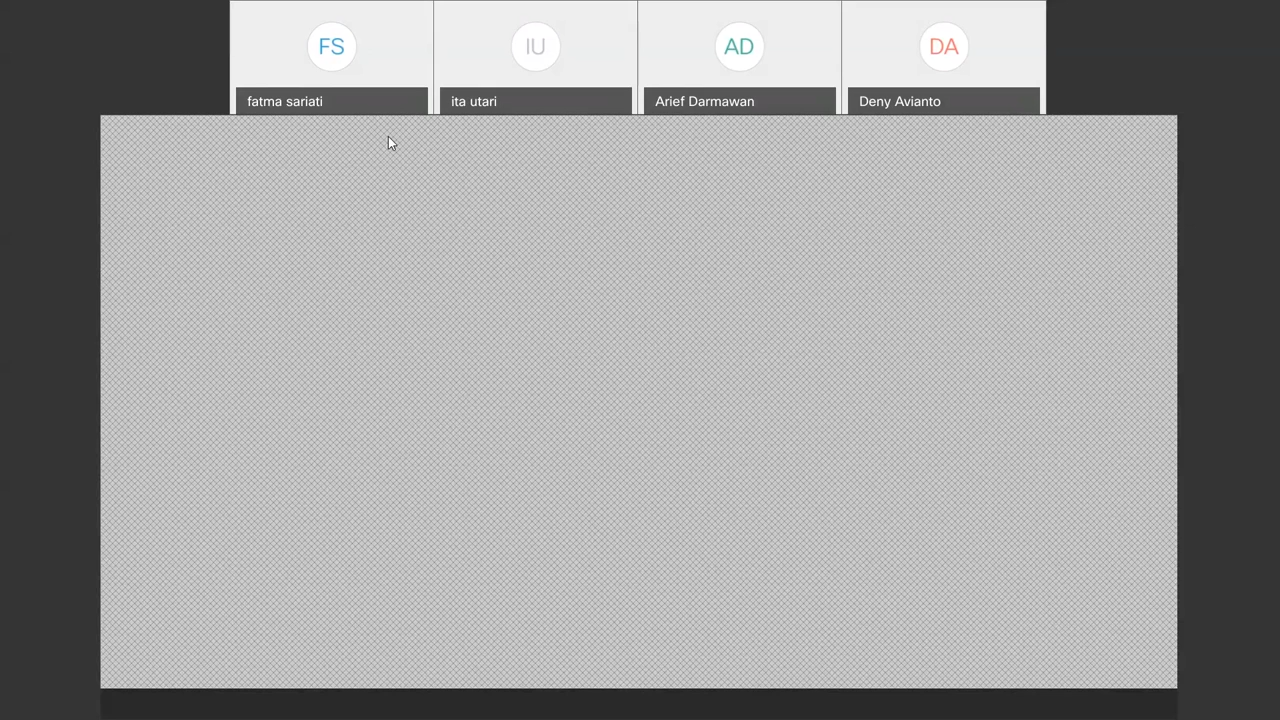 FS
IU
AD
DA
fatma sariati
ita utari
Arief Darmawan
Deny Avianto